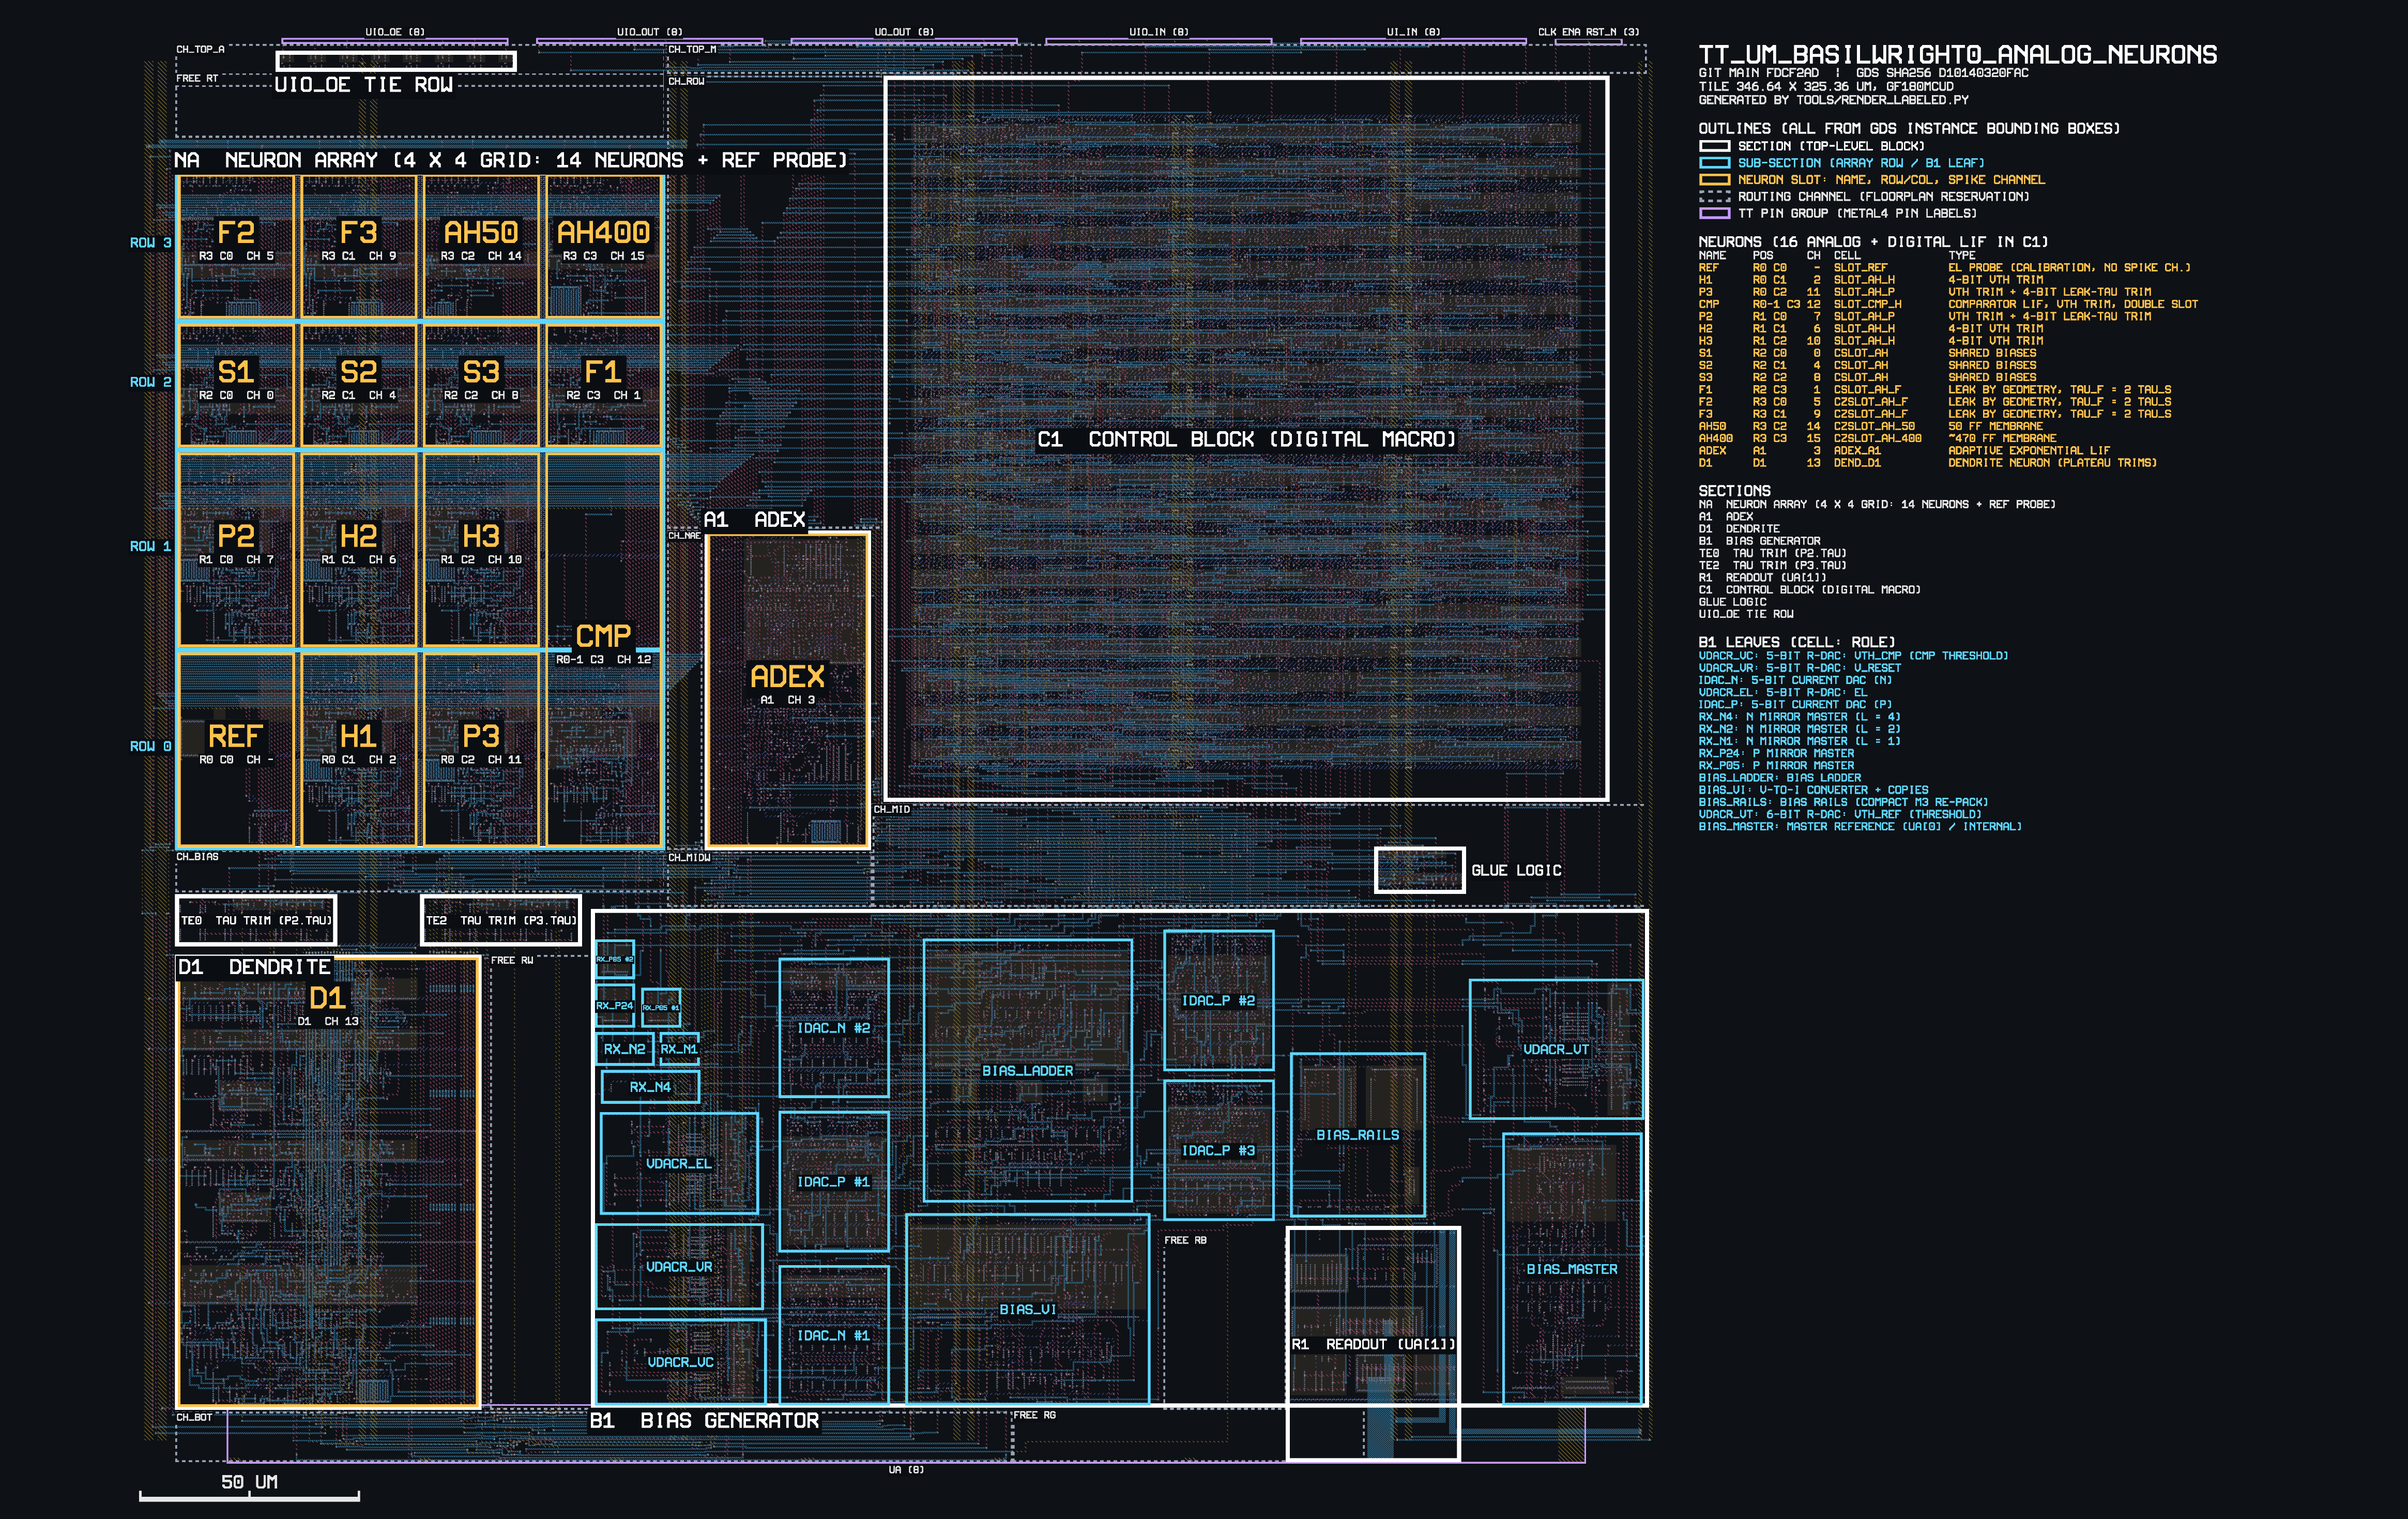 UIO_OE (8)
UIO_OUT (8)
UO_OUT (8)
UIO_IN (8)
UI_IN (8)
CLK ENA RST_N (3)
CH_TOP_A
CH_TOP_M
FREE RT
CH_ROW
UIO_OE TIE ROW
NA NEURON ARRAY (4 X 4 GRID: 14 NEURONS + REF PROBE)
ROW 3
F2
R3 C0 CH 5
F3
R3 C1 CH 9
AH50
R3 C2 CH 14
AH400
R3 C3 CH 15
ROW 2
S1
R2 C0 CH 0
S2
R2 C1 CH 4
S3
R2 C2 CH 8
F1
R2 C3 CH 1
ROW 1
P2
R1 C0 CH 7
H2
R1 C1 CH 6
H3
R1 C2 CH 10
CMP
R0-1 C3 CH 12
ROW 0
REF
R0 C0 CH -
H1
R0 C1 CH 2
P3
R0 C2 CH 11
C1 CONTROL BLOCK (DIGITAL MACRO)
A1 ADEX
CH_NAE
ADEX
A1 CH 3
CH_MID
CH_BIAS
CH_MIDW
GLUE LOGIC
TE0 TAU TRIM (P2.TAU)
TE2 TAU TRIM (P3.TAU)
D1 DENDRITE
FREE RW
D1
D1 CH 13
RX_P05 #2
RX_P24
RX_P05 #1
RX_N2
RX_N1
RX_N4
VDACR_EL
VDACR_VR
VDACR_VC
IDAC_N #2
IDAC_P #1
IDAC_N #1
BIAS_LADDER
BIAS_VI
IDAC_P #2
IDAC_P #3
BIAS_RAILS
VDACR_VT
BIAS_MASTER
FREE RB
R1 READOUT (UA[1])
CH_BOT
B1 BIAS GENERATOR
FREE RG
UA (8)
50 UM
TT_UM_BASILWRIGHT0_ANALOG_NEURONS
GIT MAIN FDCF2AD | GDS SHA256 D10140320FAC
TILE 346.64 X 325.36 UM, GF180MCUD
GENERATED BY TOOLS/RENDER_LABELED.PY
OUTLINES (ALL FROM GDS INSTANCE BOUNDING BOXES)
SECTION (TOP-LEVEL BLOCK)
SUB-SECTION (ARRAY ROW / B1 LEAF)
NEURON SLOT: NAME, ROW/COL, SPIKE CHANNEL
ROUTING CHANNEL (FLOORPLAN RESERVATION)
TT PIN GROUP (METAL4 PIN LABELS)
NEURONS (16 ANALOG + DIGITAL LIF IN C1)
NAME POS CH CELL TYPE
REF R0 C0 - SLOT_REF EL PROBE (CALIBRATION, NO SPIKE CH.)
H1 R0 C1 2 SLOT_AH_H 4-BIT VTH TRIM
P3 R0 C2 11 SLOT_AH_P VTH TRIM + 4-BIT LEAK-TAU TRIM
CMP R0-1 C3 12 SLOT_CMP_H COMPARATOR LIF, VTH TRIM, DOUBLE SLOT
P2 R1 C0 7 SLOT_AH_P VTH TRIM + 4-BIT LEAK-TAU TRIM
H2 R1 C1 6 SLOT_AH_H 4-BIT VTH TRIM
H3 R1 C2 10 SLOT_AH_H 4-BIT VTH TRIM
S1 R2 C0 0 CSLOT_AH SHARED BIASES
S2 R2 C1 4 CSLOT_AH SHARED BIASES
S3 R2 C2 8 CSLOT_AH SHARED BIASES
F1 R2 C3 1 CSLOT_AH_F LEAK BY GEOMETRY, TAU_F = 2 TAU_S
F2 R3 C0 5 CZSLOT_AH_F LEAK BY GEOMETRY, TAU_F = 2 TAU_S
F3 R3 C1 9 CZSLOT_AH_F LEAK BY GEOMETRY, TAU_F = 2 TAU_S
AH50 R3 C2 14 CZSLOT_AH_50 50 FF MEMBRANE
AH400 R3 C3 15 CZSLOT_AH_400 ~470 FF MEMBRANE
ADEX A1 3 ADEX_A1 ADAPTIVE EXPONENTIAL LIF
D1 D1 13 DEND_D1 DENDRITE NEURON (PLATEAU TRIMS)
SECTIONS
NA NEURON ARRAY (4 X 4 GRID: 14 NEURONS + REF PROBE)
A1 ADEX
D1 DENDRITE
B1 BIAS GENERATOR
TE0 TAU TRIM (P2.TAU)
TE2 TAU TRIM (P3.TAU)
R1 READOUT (UA[1])
C1 CONTROL BLOCK (DIGITAL MACRO)
GLUE LOGIC
UIO_OE TIE ROW
B1 LEAVES (CELL: ROLE)
VDACR_VC: 5-BIT R-DAC: VTH_CMP (CMP THRESHOLD)
VDACR_VR: 5-BIT R-DAC: V_RESET
IDAC_N: 5-BIT CURRENT DAC (N)
VDACR_EL: 5-BIT R-DAC: EL
IDAC_P: 5-BIT CURRENT DAC (P)
RX_N4: N MIRROR MASTER (L = 4)
RX_N2: N MIRROR MASTER (L = 2)
RX_N1: N MIRROR MASTER (L = 1)
RX_P24: P MIRROR MASTER
RX_P05: P MIRROR MASTER
BIAS_LADDER: BIAS LADDER
BIAS_VI: V-TO-I CONVERTER + COPIES
BIAS_RAILS: BIAS RAILS (COMPACT M3 RE-PACK)
VDACR_VT: 6-BIT R-DAC: VTH_REF (THRESHOLD)
BIAS_MASTER: MASTER REFERENCE (UA[0] / INTERNAL)